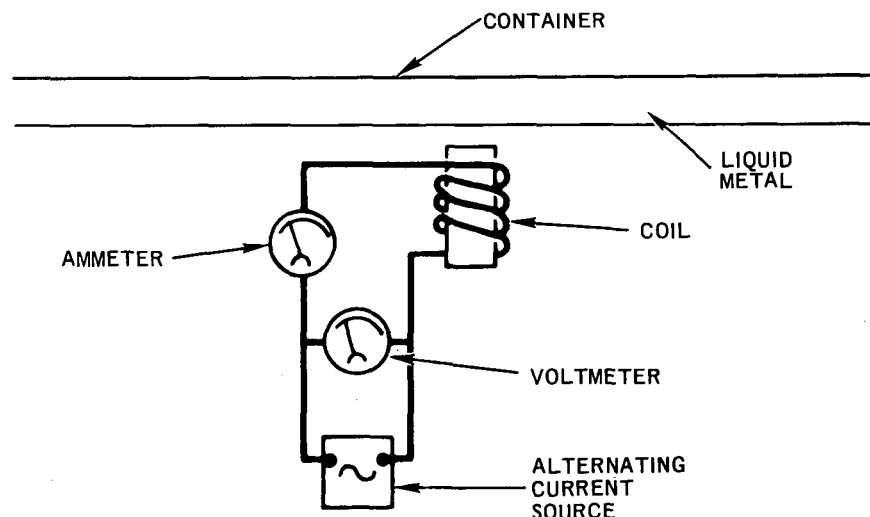 CONTAINER
LIQUID
METAL
COIL
AMMETER
VOLTMETER
ALTERNATING
CURRENT
SOURCE